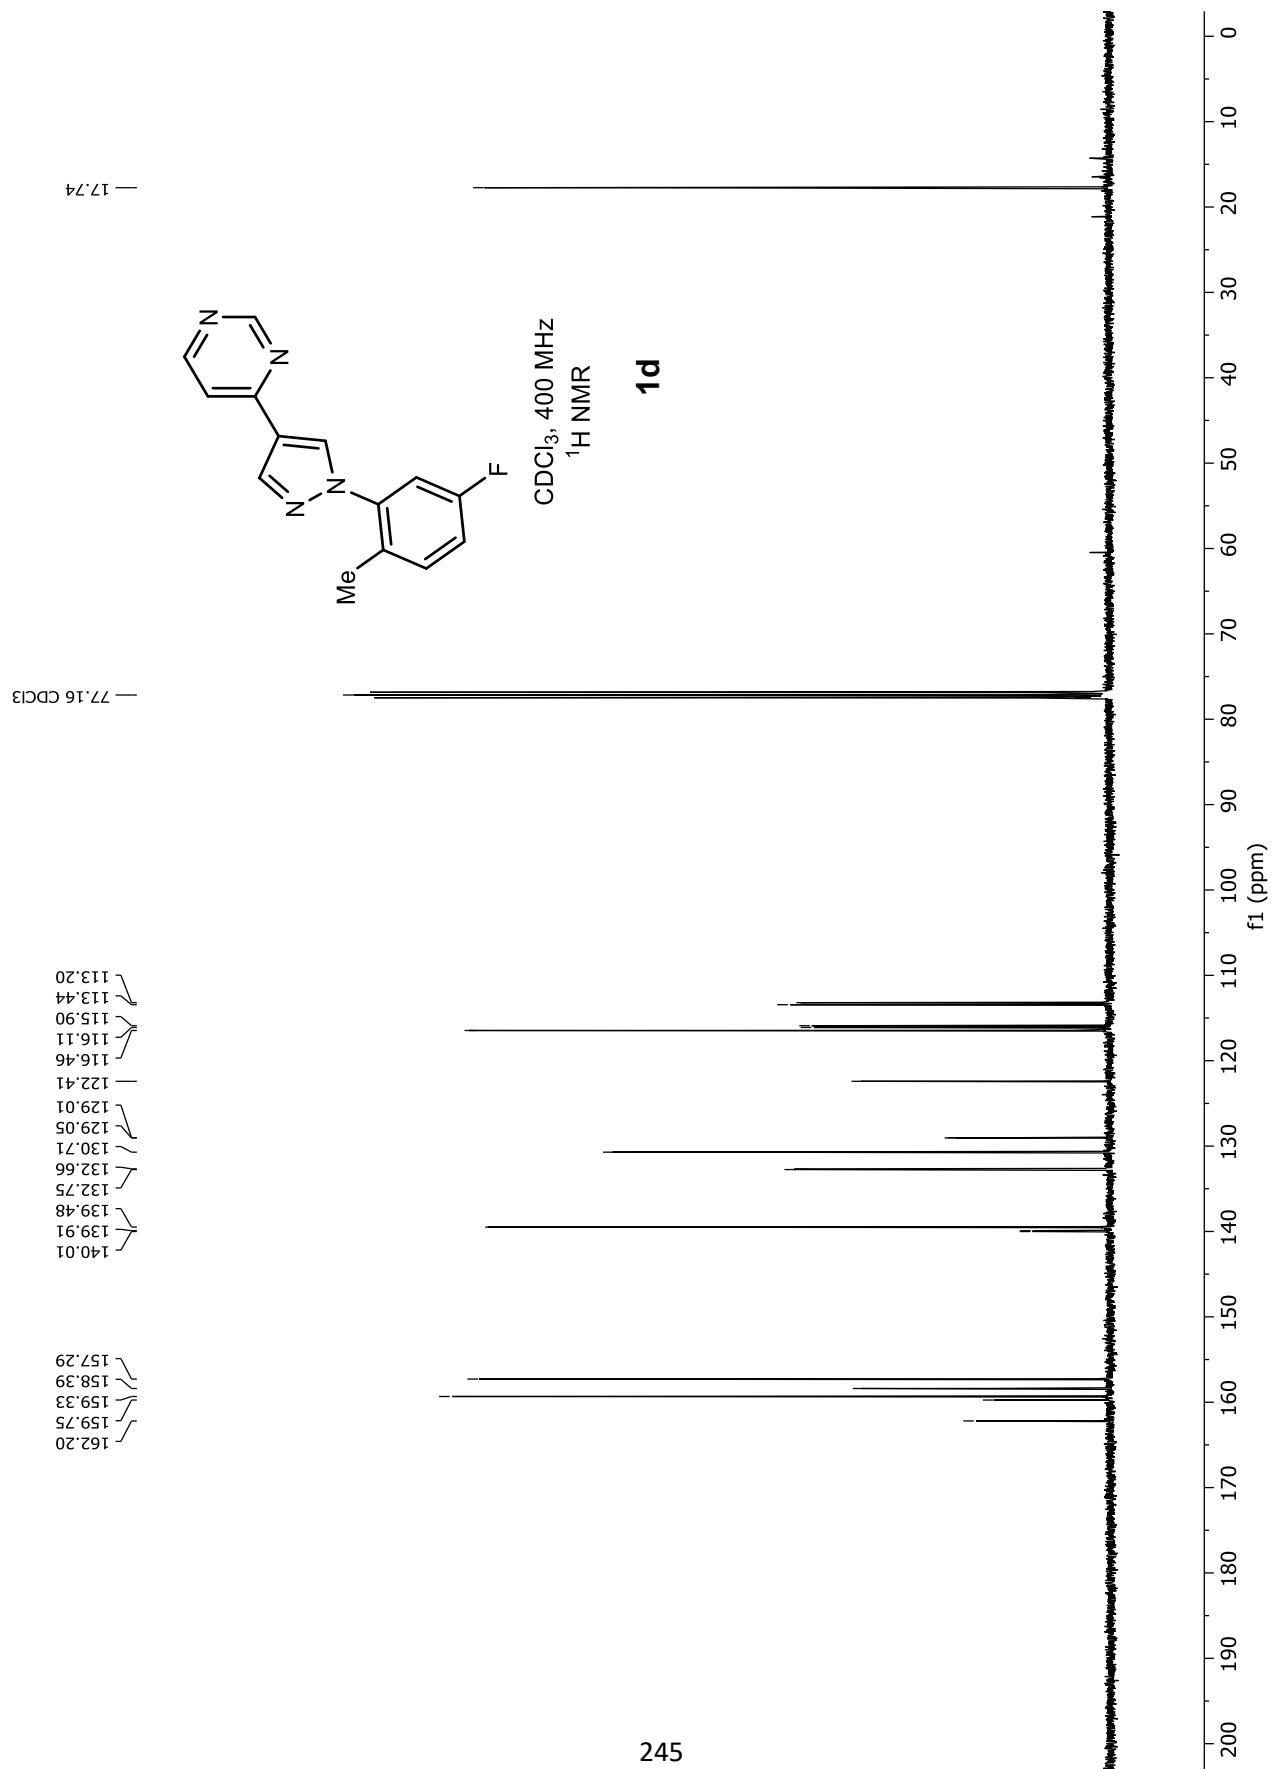 162.20
159.75
159.33
158.39
157.29
140.01
139.91
139.48
132.75
132.66
130.71
129.05
129.01
122.41
116.46
116.11
115.90
113.44
113.20
77.16 CDCl3
17.74
N
N
N
N
Me
F
CDCl₃, 400 MHz
¹H NMR
1d
200 190 180 170 160 150 140 130 120 110 100 90 80 70 60 50 40 30 20 10 0
f1 (ppm)
245